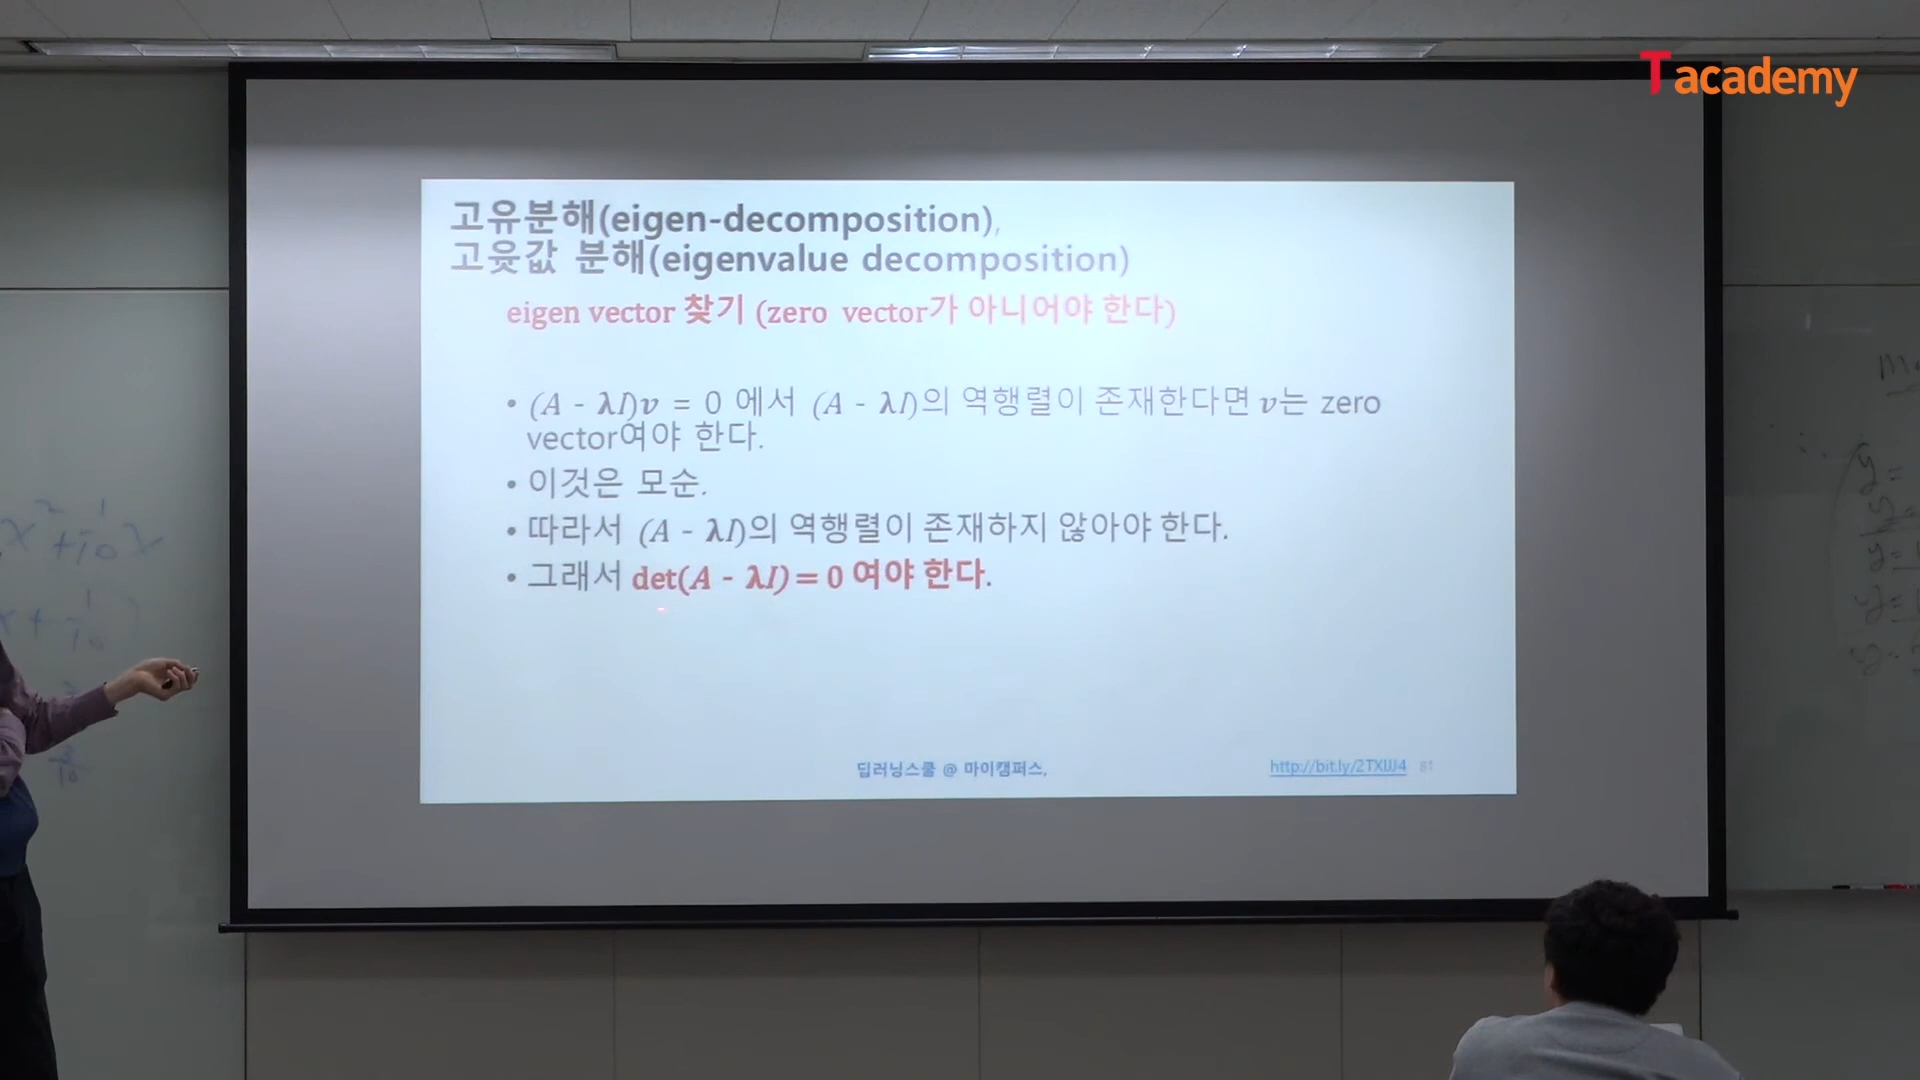 Tacademy
고유분해(eigen-decomposition),
고윳값 분해(eigenvalue decomposition)
eigen vector 찾기 (zero vector가 아니어야 한다)
• (A - λI)v = 0 에서 (A - λI)의 역행렬이 존재한다면 v는 zero
vector여야 한다.
• 이것은 모순.
• 따라서 (A - λI)의 역행렬이 존재하지 않아야 한다.
• 그래서 det(A - λI) = 0 여야 한다.
딥러닝스쿨 @ 마이캠퍼스,
81